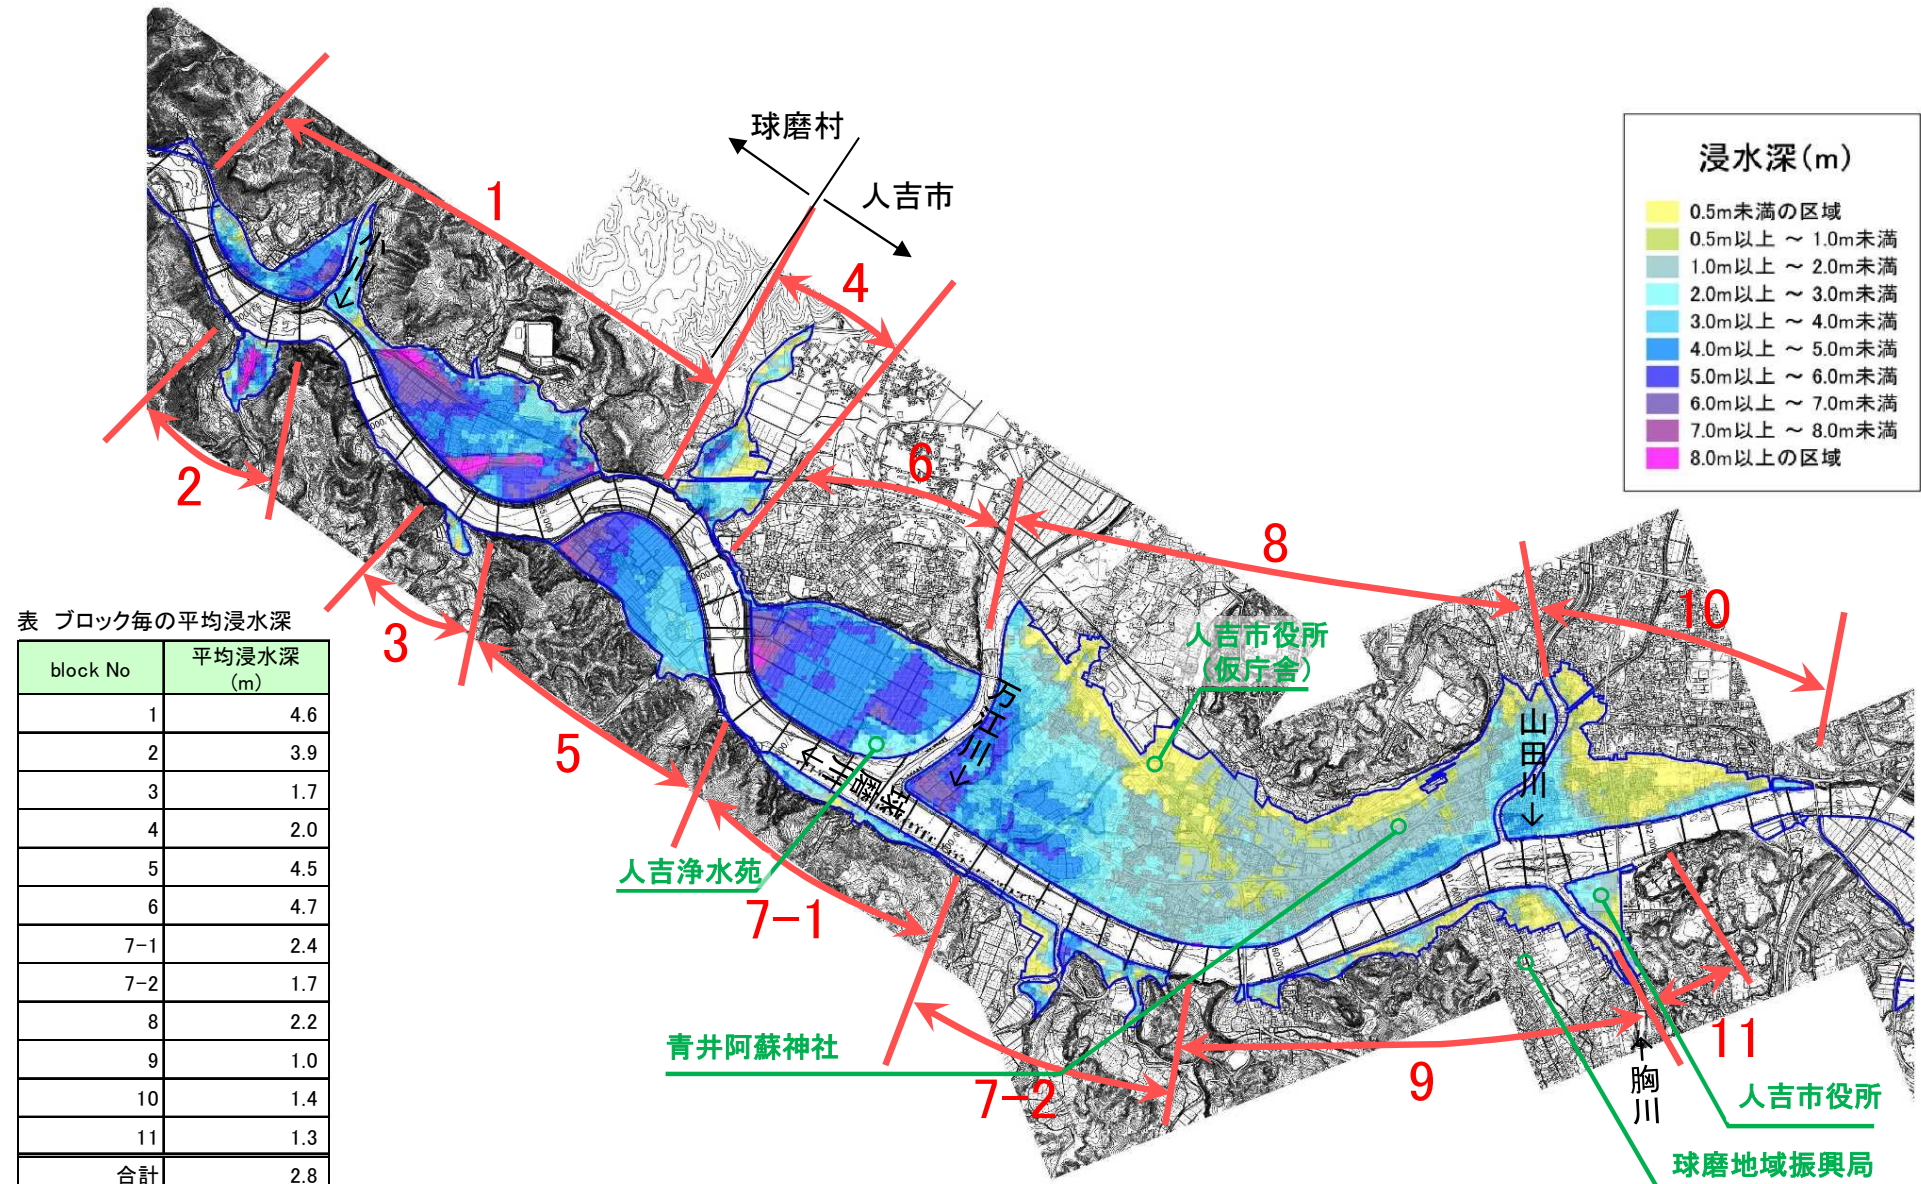 球磨村
人吉市
浸水深(m)
0.5m未満の区域
0.5m以上 ～ 1.0m未満
1.0m以上 ～ 2.0m未満
2.0m以上 ～ 3.0m未満
3.0m以上 ～ 4.0m未満
4.0m以上 ～ 5.0m未満
5.0m以上 ～ 6.0m未満
6.0m以上 ～ 7.0m未満
7.0m以上 ～ 8.0m未満
8.0m以上の区域
1
4
小川→
2
6
8
10
3
5
人吉市役所
(仮庁舎)
万江川→
山田川→
球磨川→
人吉浄水苑
7-1
青井阿蘇神社
7-2
9
11
←胸川
人吉市役所
球磨地域振興局
表 ブロック毎の平均浸水深
block No 平均浸水深
(m)
1 4.6
2 3.9
3 1.7
4 2.0
5 4.5
6 4.7
7-1 2.4
7-2 1.7
8 2.2
9 1.0
10 1.4
11 1.3
合計 2.8